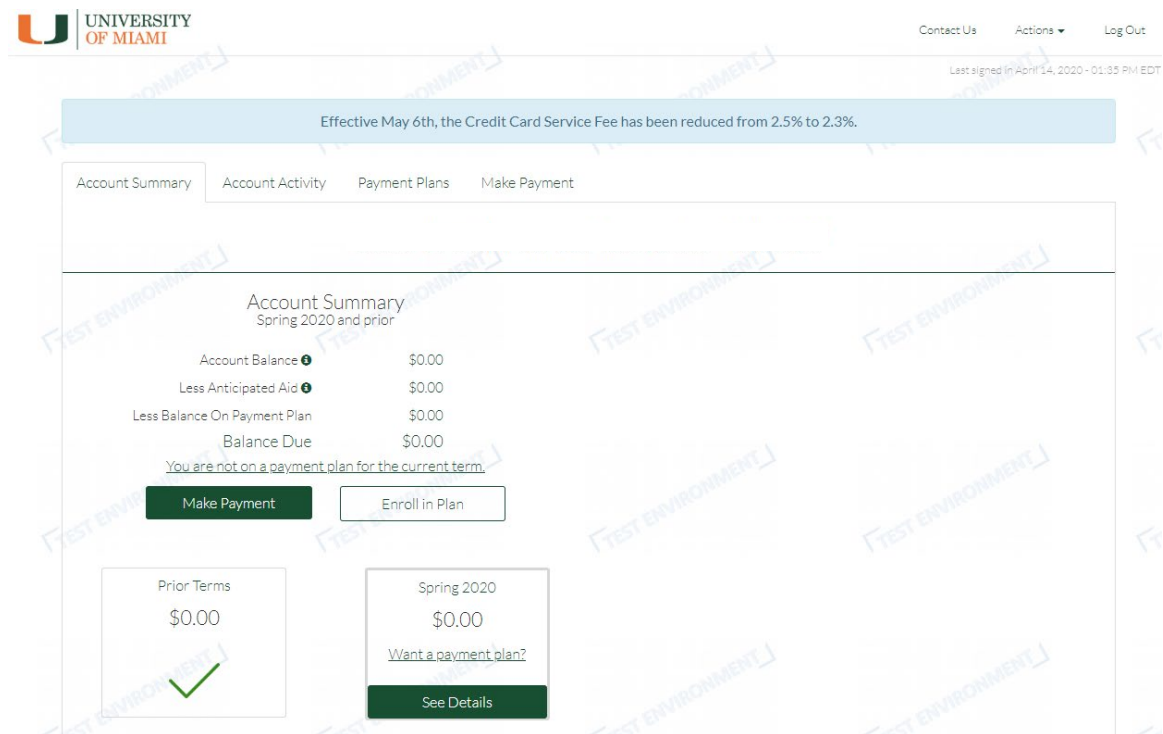 UNIVERSITY
OF MIAMI
Contact Us Actions Log Out
Last signed in April 14, 2020 - 01:35 PM EDT
Effective May 6th, the Credit Card Service Fee has been reduced from 2.5% to 2.3%.
Account Summary Account Activity Payment Plans Make Payment
Account Summary
Spring 2020 and prior
Account Balance $0.00
Less Anticipated Aid $0.00
Less Balance On Payment Plan $0.00
Balance Due $0.00
You are not on a payment plan for the current term.
Make Payment Enroll in Plan
Prior Terms
$0.00
Spring 2020
$0.00
Want a payment plan?
See Details
TEST ENVIRONMENT